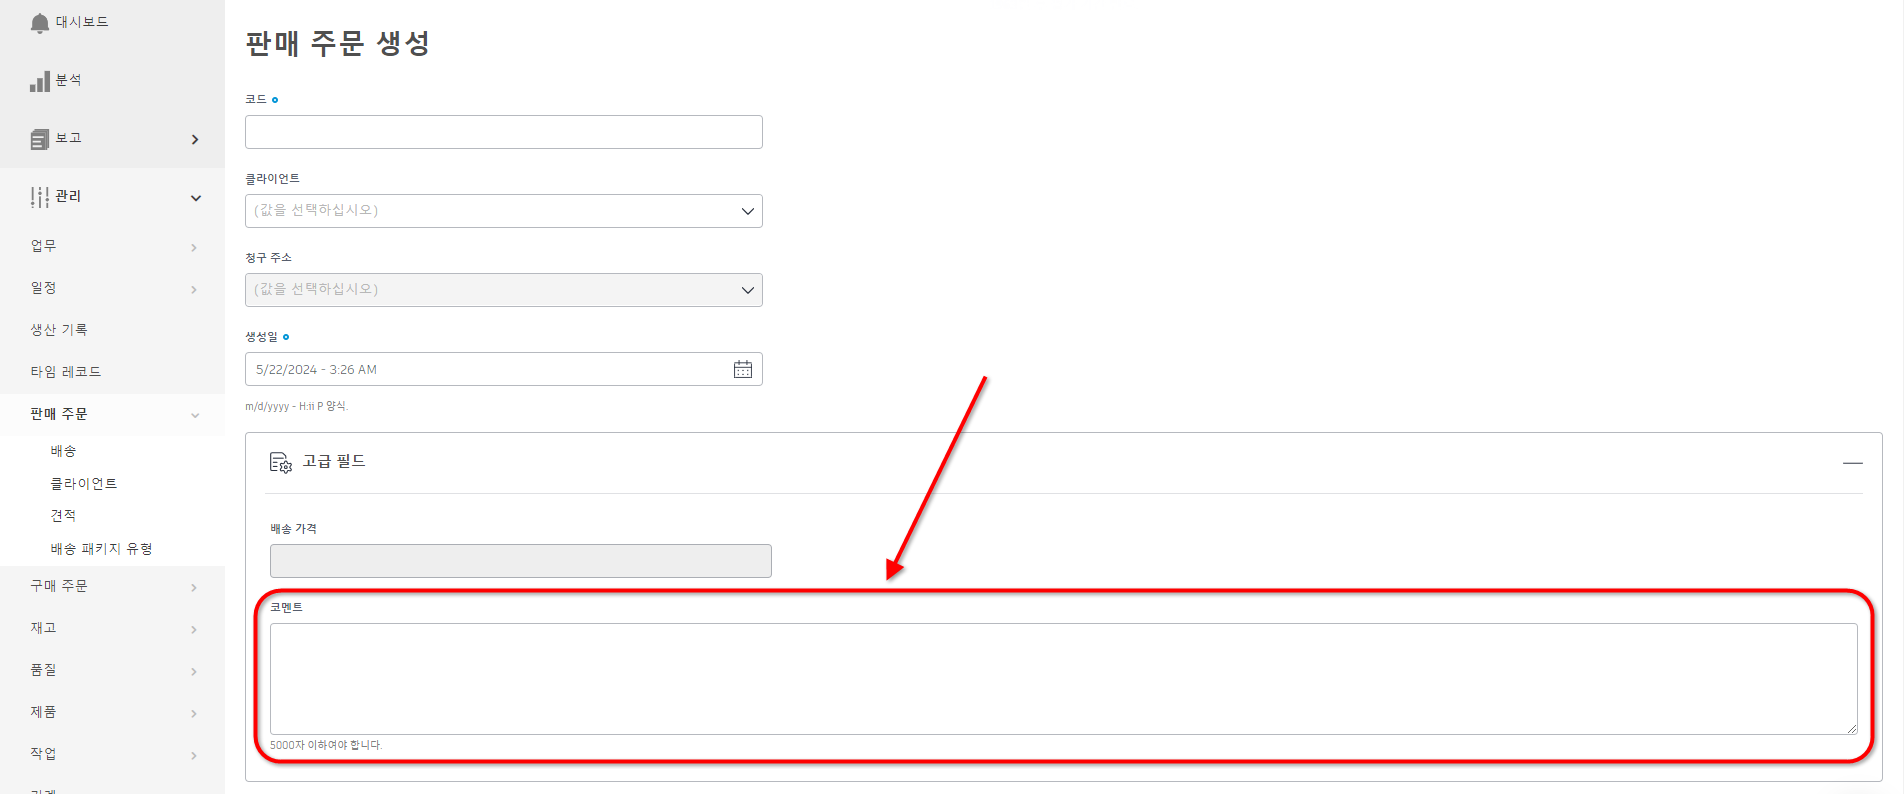 대시보드
분석
보고
관리
업무
일정
생산 기록
타임 레코드
판매 주문
배송
클라이언트
견적
배송 패키지 유형
구매 주문
재고
품질
제품
작업
판매 주문 생성
코드
클라이언트
(값을 선택하십시오)
청구 주소
(값을 선택하십시오)
생성일
5/22/2024 - 3:26 AM
m/d/yyyy - H:ii P 양식.
고급 필드
배송 가격
코멘트
5000자 이하여야 합니다.